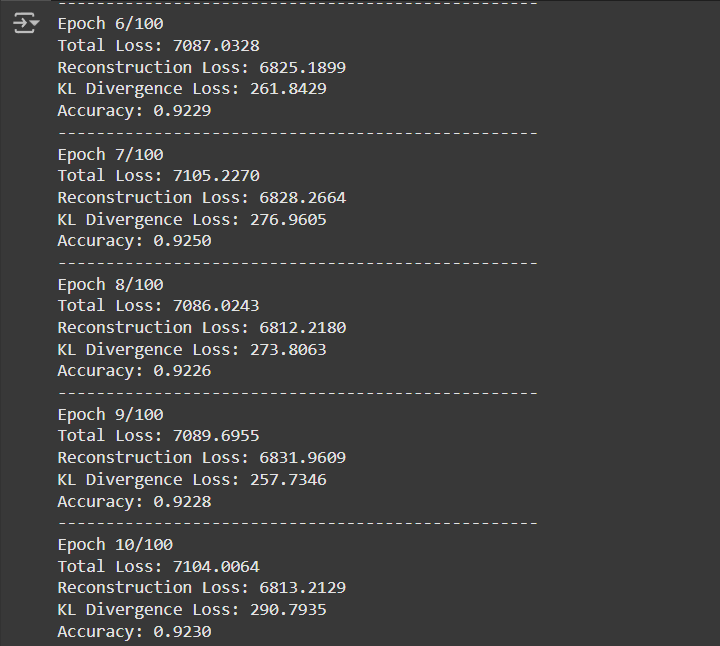 --------------------------------------------------
Epoch 6/100
Total Loss: 7087.0328
Reconstruction Loss: 6825.1899
KL Divergence Loss: 261.8429
Accuracy: 0.9229
--------------------------------------------------
Epoch 7/100
Total Loss: 7105.2270
Reconstruction Loss: 6828.2664
KL Divergence Loss: 276.9605
Accuracy: 0.9250
--------------------------------------------------
Epoch 8/100
Total Loss: 7086.0243
Reconstruction Loss: 6812.2180
KL Divergence Loss: 273.8063
Accuracy: 0.9226
--------------------------------------------------
Epoch 9/100
Total Loss: 7089.6955
Reconstruction Loss: 6831.9609
KL Divergence Loss: 257.7346
Accuracy: 0.9228
--------------------------------------------------
Epoch 10/100
Total Loss: 7104.0064
Reconstruction Loss: 6813.2129
KL Divergence Loss: 290.7935
Accuracy: 0.9230